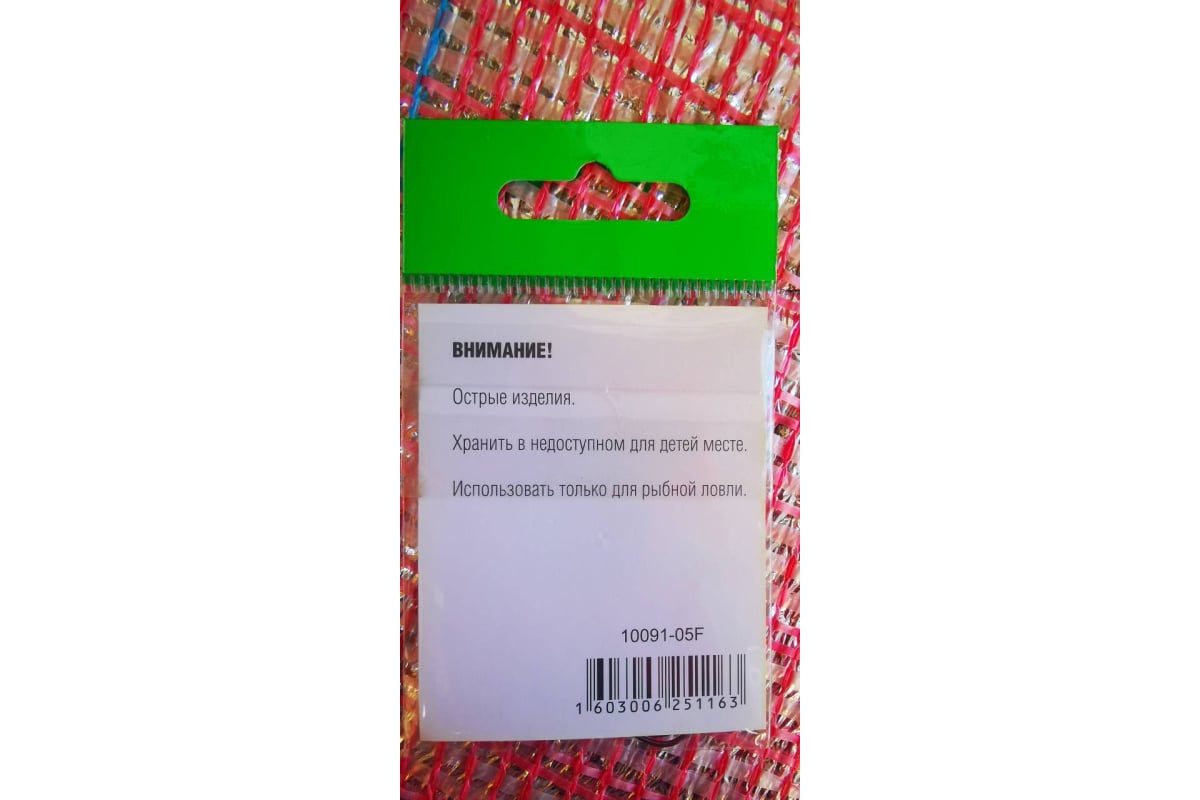 ВНИМАНИЕ!
Острые изделия.
Хранить в недоступном для детей месте.
Использовать только для рыбной ловли.
10091-05F
1 603006 251163